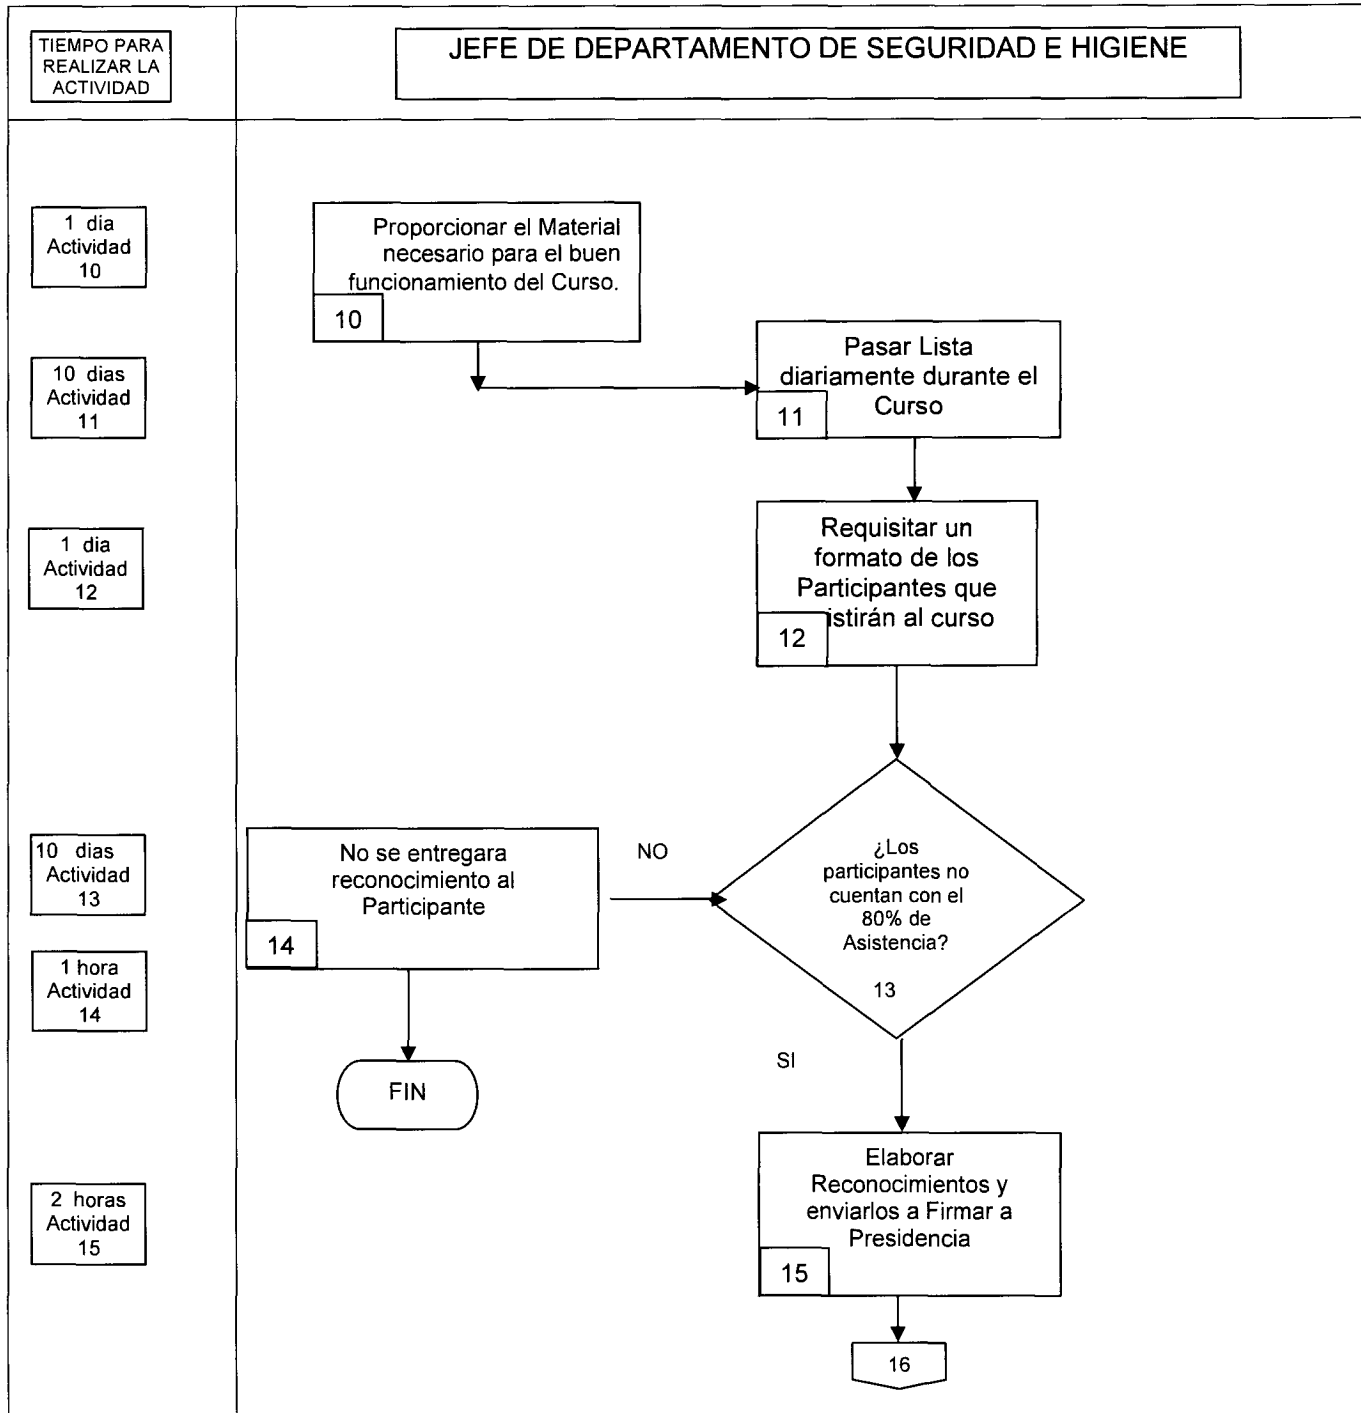 TIEMPO PARA
REALIZAR LA
ACTIVIDAD
JEFE DE DEPARTAMENTO DE SEGURIDAD E HIGIENE
1 dia
Actividad
10
Proporcionar el Material
necesario para el buen
funcionamiento del Curso.
10
10 dias
Actividad
11
Pasar Lista
diariamente durante el
Curso
11
1 dia
Actividad
12
Requisitar un
formato de los
Participantes que
istirán al curso
12
10 dias
Actividad
13
No se entregara
reconocimiento al
Participante
14
NO
¿Los
participantes no
cuentan con el
80% de
Asistencia?
13
1 hora
Actividad
14
FIN
SI
2 horas
Actividad
15
Elaborar
Reconocimientos y
enviarlos a Firmar a
Presidencia
15
16